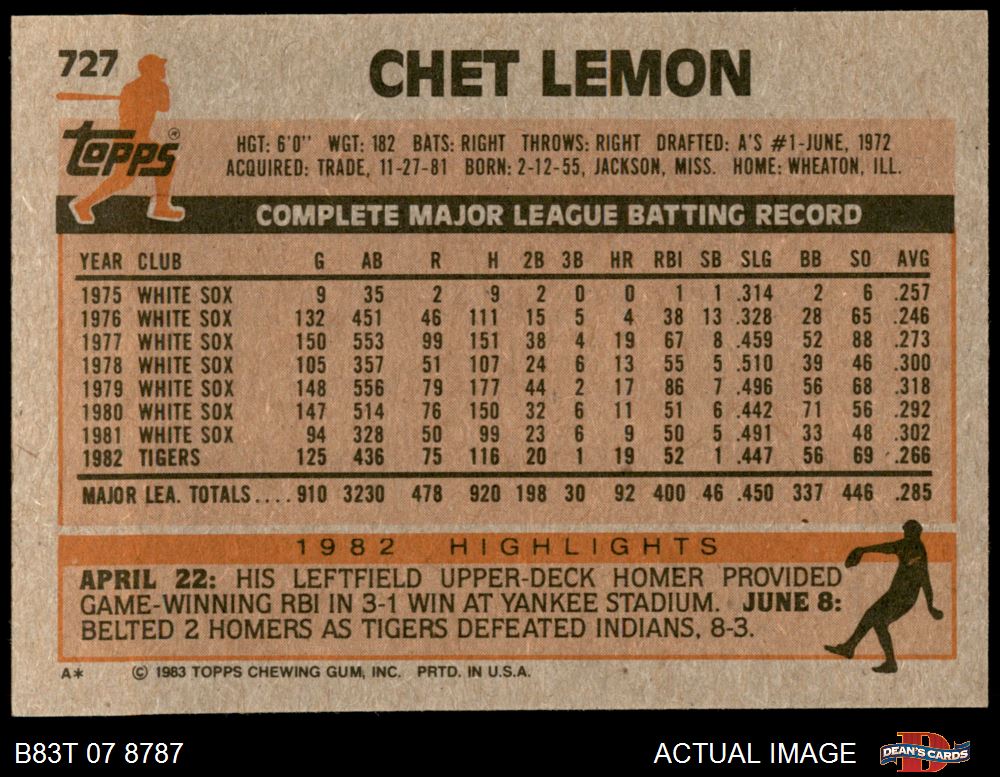 727
CHET LEMON
Topps®
HGT: 6'0" WGT: 182 BATS: RIGHT THROWS: RIGHT DRAFTED: A'S #1-JUNE, 1972
ACQUIRED: TRADE, 11-27-81 BORN: 2-12-55, JACKSON, MISS. HOME: WHEATON, ILL.
COMPLETE MAJOR LEAGUE BATTING RECORD
YEAR CLUB G AB R H 2B 3B HR RBI SB SLG BB SO AVG
1975 WHITE SOX 9 35 2 9 2 0 0 1 1 .314 2 6 .257
1976 WHITE SOX 132 451 46 111 15 5 4 38 13 .328 28 65 .246
1977 WHITE SOX 150 553 99 151 38 4 19 67 8 .459 52 88 .273
1978 WHITE SOX 105 357 51 107 24 6 13 55 5 .510 39 46 .300
1979 WHITE SOX 148 556 79 177 44 2 17 86 7 .496 56 68 .318
1980 WHITE SOX 147 514 76 150 32 6 11 51 6 .442 71 56 .292
1981 WHITE SOX 94 328 50 99 23 6 9 50 5 .491 33 48 .302
1982 TIGERS 125 436 75 116 20 1 19 52 1 .447 56 69 .266
MAJOR LEA. TOTALS.... 910 3230 478 920 198 30 92 400 46 .450 337 446 .285
1982 HIGHLIGHTS
APRIL 22: HIS LEFTFIELD UPPER-DECK HOMER PROVIDED
GAME-WINNING RBI IN 3-1 WIN AT YANKEE STADIUM. JUNE 8:
BELTED 2 HOMERS AS TIGERS DEFEATED INDIANS, 8-3.
A* © 1983 TOPPS CHEWING GUM, INC. PRTD. IN U.S.A.
B83T 07 8787 ACTUAL IMAGE D DEAN'S CARDS